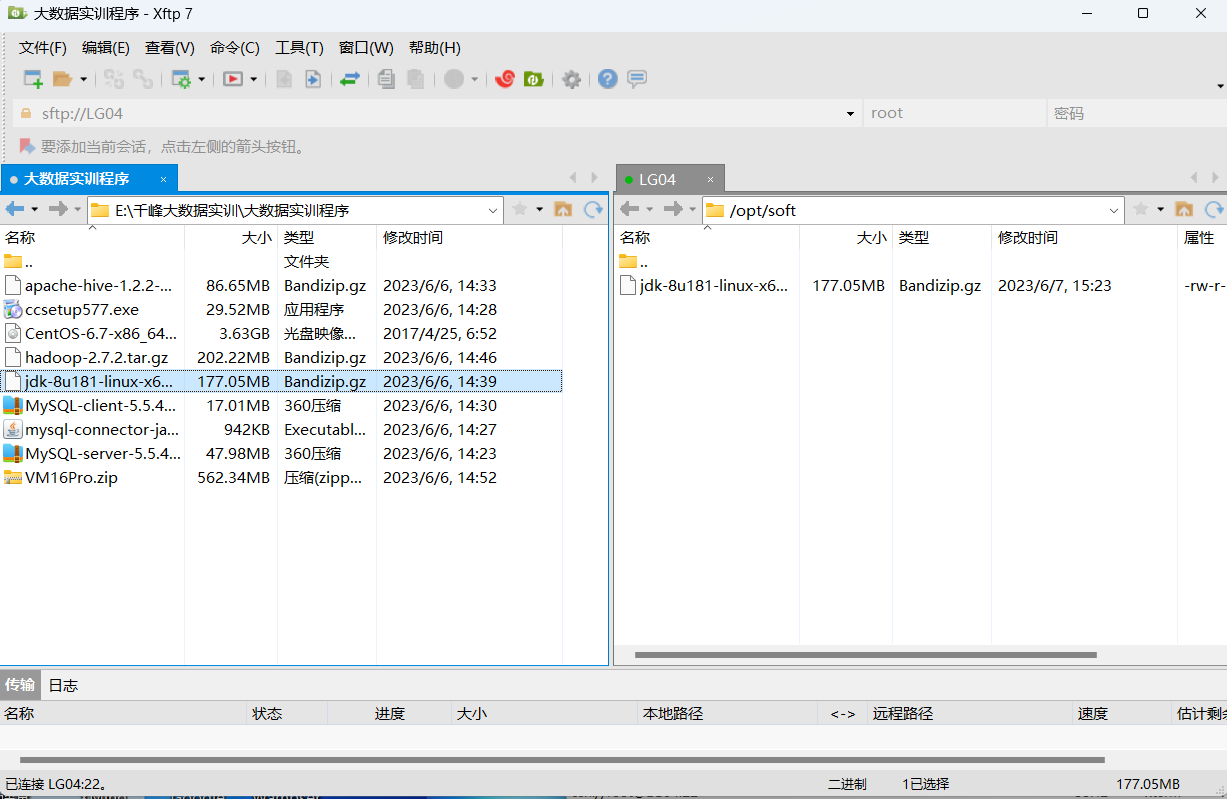 大数据实训程序 - Xftp 7
文件(F) 编辑(E) 查看(V) 命令(C) 工具(T) 窗口(W) 帮助(H)
sftp://LG04 root 密码
要添加当前会话，点击左侧的箭头按钮。
大数据实训程序 × LG04 ×
E:\千峰大数据实训\大数据实训程序 /opt/soft
名称 大小 类型 修改时间 名称 大小 类型 修改时间 属性
.. 文件夹 ..
apache-hive-1.2.2-... 86.65MB Bandizip.gz 2023/6/6, 14:33 jdk-8u181-linux-x6... 177.05MB Bandizip.gz 2023/6/7, 15:23 -rw-r-
ccsetup577.exe 29.52MB 应用程序 2023/6/6, 14:28
CentOS-6.7-x86_64... 3.63GB 光盘映像... 2017/4/25, 6:52
hadoop-2.7.2.tar.gz 202.22MB Bandizip.gz 2023/6/6, 14:46
jdk-8u181-linux-x6... 177.05MB Bandizip.gz 2023/6/6, 14:39
MySQL-client-5.5.4... 17.01MB 360压缩 2023/6/6, 14:30
mysql-connector-ja... 942KB Executabl... 2023/6/6, 14:27
MySQL-server-5.5.4... 47.98MB 360压缩 2023/6/6, 14:23
VM16Pro.zip 562.34MB 压缩(zipp... 2023/6/6, 14:52
传输 日志
名称 状态 进度 大小 本地路径 <-> 远程路径 速度 估计剩
已连接 LG04:22。 二进制 1已选择 177.05MB